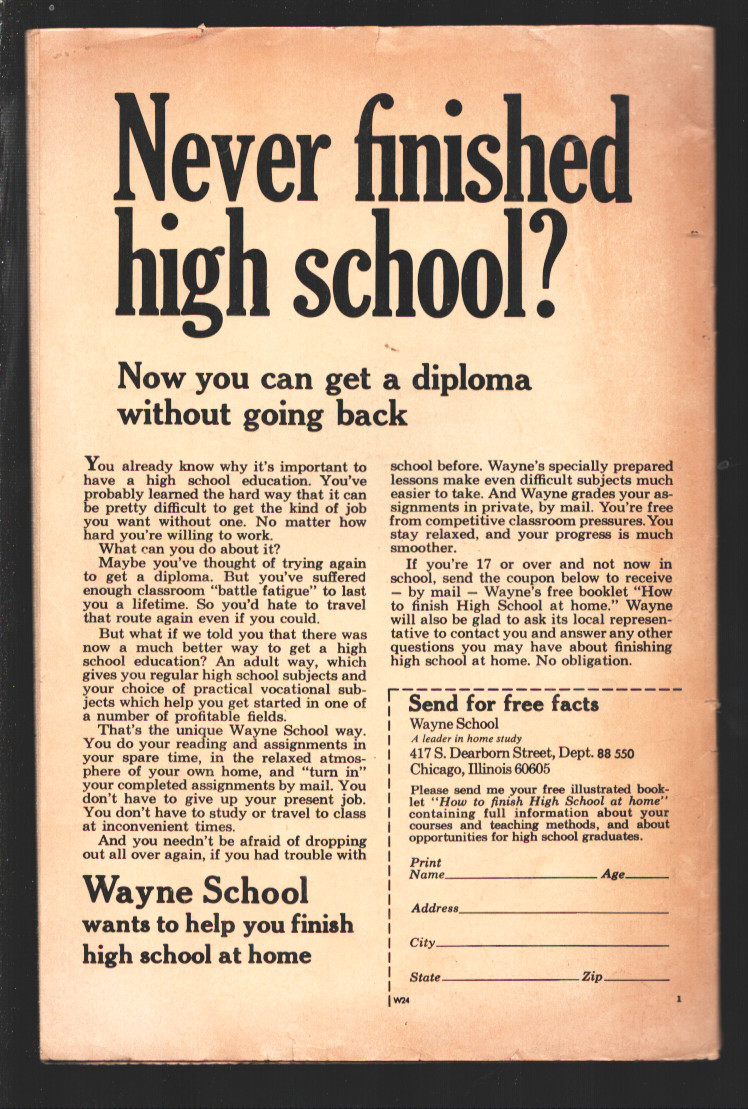 Never finished
high school?
Now you can get a diploma
without going back
You already know why it's important to
have a high school education. You've
probably learned the hard way that it can
be pretty difficult to get the kind of job
you want without one. No matter how
hard you're willing to work.
What can you do about it?
Maybe you've thought of trying again
to get a diploma. But you've suffered
enough classroom "battle fatigue" to last
you a lifetime. So you'd hate to travel
that route again even if you could.
But what if we told you that there was
now a much better way to get a high
school education? An adult way, which
gives you regular high school subjects and
your choice of practical vocational sub-
jects which help you get started in one of
a number of profitable fields.
That's the unique Wayne School way.
You do your reading and assignments in
your spare time, in the relaxed atmos-
phere of your own home, and "turn in"
your completed assignments by mail. You
don't have to give up your present job.
You don't have to study or travel to class
at inconvenient times.
And you needn't be afraid of dropping
out all over again, if you had trouble with
school before. Wayne's specially prepared
lessons make even difficult subjects much
easier to take. And Wayne grades your as-
signments in private, by mail. You're free
from competitive classroom pressures. You
stay relaxed, and your progress is much
smoother.
If you're 17 or over and not now in
school, send the coupon below to receive
— by mail — Wayne's free booklet "How
to finish High School at home." Wayne
will also be glad to ask its local represen-
tative to contact you and answer any other
questions you may have about finishing
high school at home. No obligation.
Wayne School
wants to help you finish
high school at home
Send for free facts
Wayne School
A leader in home study
417 S. Dearborn Street, Dept. 88 550
Chicago, Illinois 60605
Please send me your free illustrated book-
let "How to finish High School at home"
containing full information about your
courses and teaching methods, and about
opportunities for high school graduates.
Print
Name Age
Address
City
State Zip
W24 1